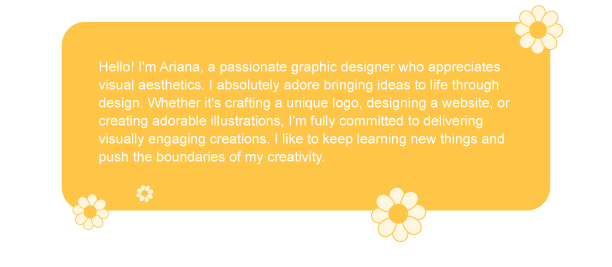 Hello! I'm Ariana, a passionate graphic designer who appreciates
visual aesthetics. I absolutely adore bringing ideas to life through
design. Whether it's crafting a unique logo, designing a website, or
creating adorable illustrations, I'm fully committed to delivering
visually engaging creations. I like to keep learning new things and
push the boundaries of my creativity.